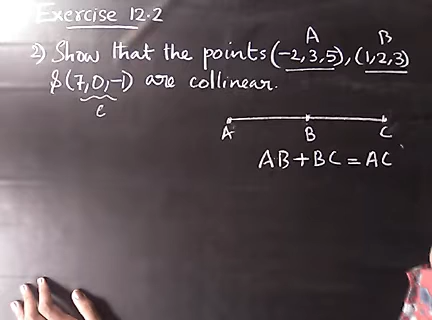 Exercise 12.2
A B
2) Show that the points (-2,3,5), (1,2,3)
& (7,0,-1) are collinear.
C
A B C
AB + BC = AC